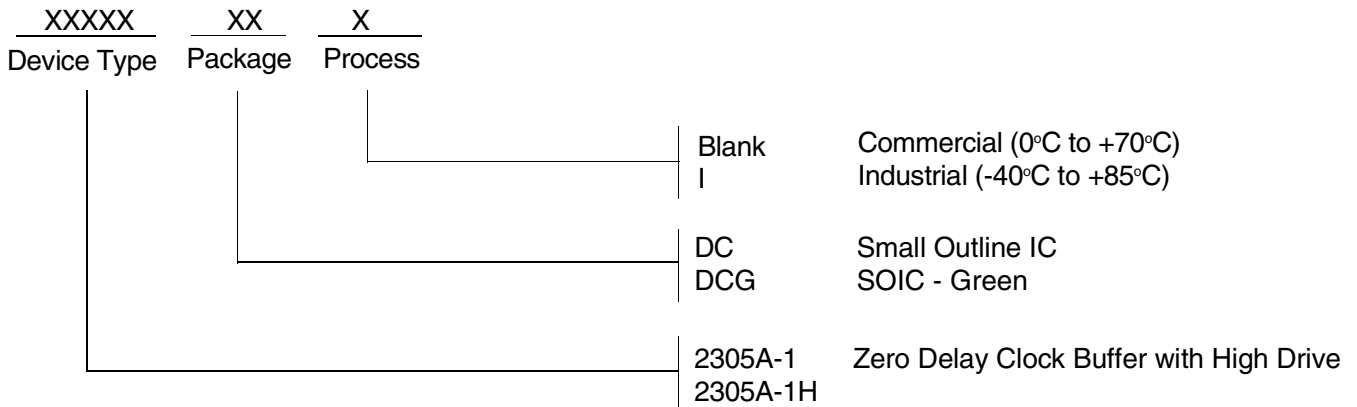 XXXXX XX X
Device Type Package Process
Blank Commercial (0°C to +70°C)
I Industrial (-40°C to +85°C)
DC Small Outline IC
DCG SOIC - Green
2305A-1 Zero Delay Clock Buffer with High Drive
2305A-1H